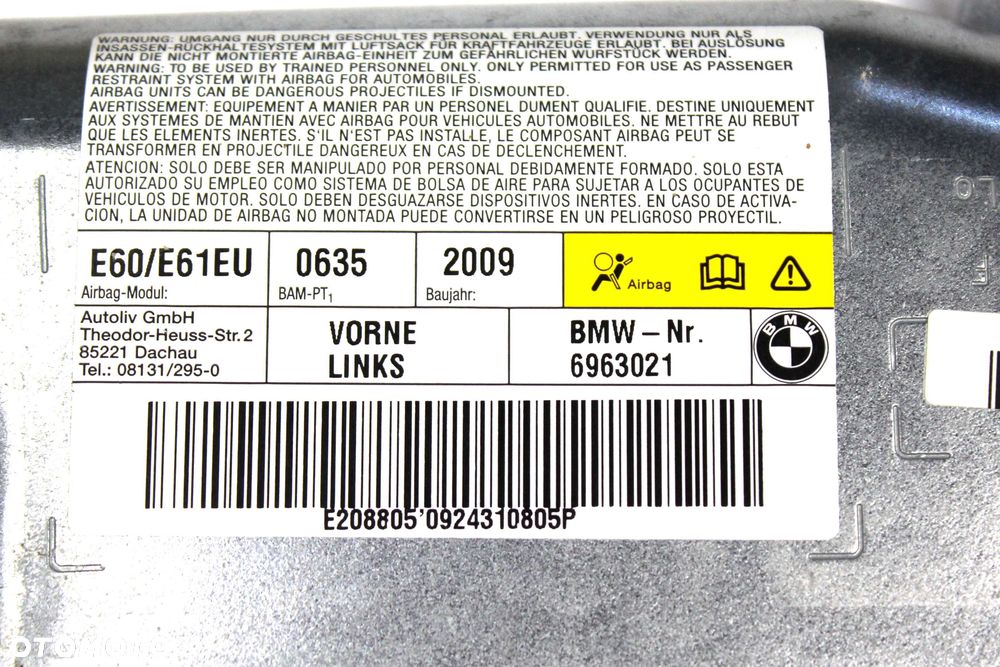 WARNUNG: UMGANG NUR DURCH GESCHULTES PERSONAL ERLAUBT. VERWENDUNG NUR ALS
INSASSEN-RÜCKHALTESYSTEM MIT LUFTSACK FÜR KRAFTFAHRZEUGE ERLAUBT. BEI AUSLÖSUNG
KANN DIE NICHT MONTIERTE AIRBAG-EINHEIT ZUM GEFÄHRLICHEN WURFSTÜCK WERDEN.
WARNING: TO BE USED BY TRAINED PERSONNEL ONLY. ONLY PERMITTED FOR USE AS PASSENGER
RESTRAINT SYSTEM WITH AIRBAG FOR AUTOMOBILES.
AIRBAG UNITS CAN BE DANGEROUS PROJECTILES IF DISMOUNTED.
AVERTISSEMENT: EQUIPEMENT A MANIER PAR UN PERSONEL DUMENT QUALIFIE. DESTINE UNIQUEMENT
AUX SYSTEMES DE MANTIEN AVEC AIRBAG POUR VEHICULES AUTOMOBILES. NE METTRE AU REBUT
QUE LES ELEMENTS INERTES. S'IL N'EST PAS INSTALLE, LE COMPOSANT AIRBAG PEUT SE
TRANSFORMER EN PROJECTILE DANGEREUX EN CAS DE DECLENCHEMENT.
ATENCION: SOLO DEBE SER MANIPULADO POR PERSONAL DEBIDAMENTE FORMADO. SOLO ESTA
AUTORIZADO SU EMPLEO COMO SISTEMA DE BOLSA DE AIRE PARA SUJETAR A LOS OCUPANTES DE
VEHICULOS DE MOTOR. SOLO DEBEN DESGUAZARSE DISPOSITIVOS INERTES. EN CASO DE ACTIVA-
CION, LA UNIDAD DE AIRBAG NO MONTADA PUEDE CONVERTIRSE EN UN PELIGROSO PROYECTIL.
E60/E61EU 0635 2009
Airbag-Modul: BAM-PT1 Baujahr: Airbag
Autoliv GmbH
Theodor-Heuss-Str. 2
85221 Dachau
Tel.: 08131/295-0
VORNE
LINKS
BMW – Nr.
6963021
BMW
E208805'0924310805P